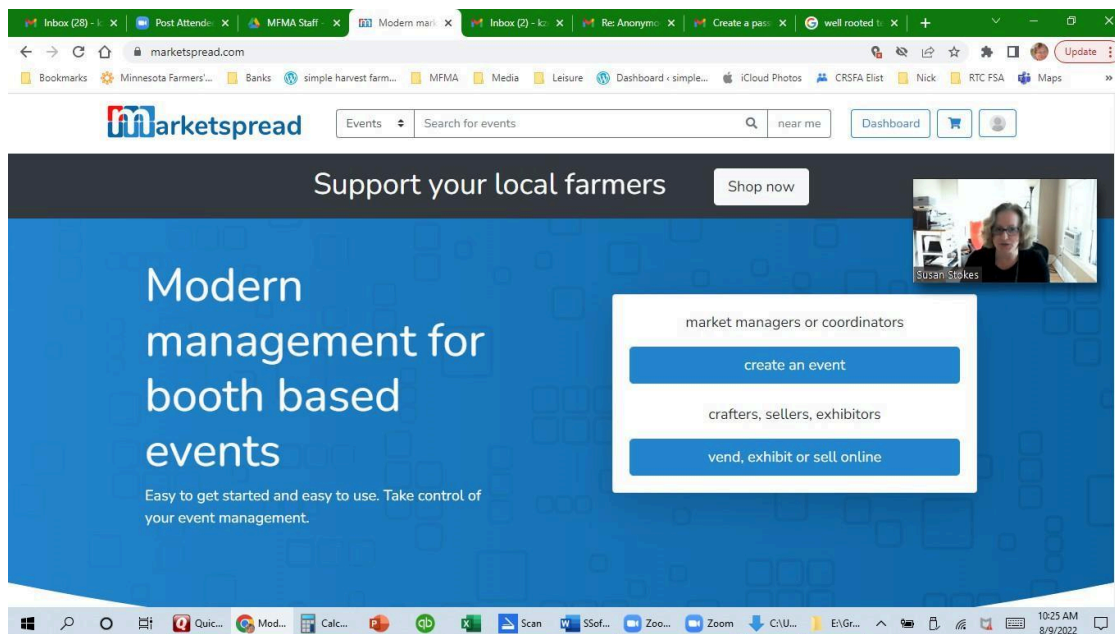 Inbox (28) - k
Post Attende
MFMA Staff -
Modern mark
Inbox (2) - kz
Re: Anonymo
Create a pass
well rooted t
marketspread.com
Update
Bookmarks
Minnesota Farmers'...
Banks
simple harvest farm...
MFMA
Media
Leisure
Dashboard ‹ simple...
iCloud Photos
CRSFA Elist
Nick
RTC FSA
Maps
»
marketspread
Events
Search for events
near me
Dashboard
Support your local farmers
Shop now
Susan Stokes
Modern
management for
booth based
events
Easy to get started and easy to use. Take control of
your event management.
market managers or coordinators
create an event
crafters, sellers, exhibitors
vend, exhibit or sell online
Quic...
Mod...
Calc...
Scan
SSof...
Zoo...
Zoom
C:\U...
E:\Gr...
10:25 AM
8/9/2022